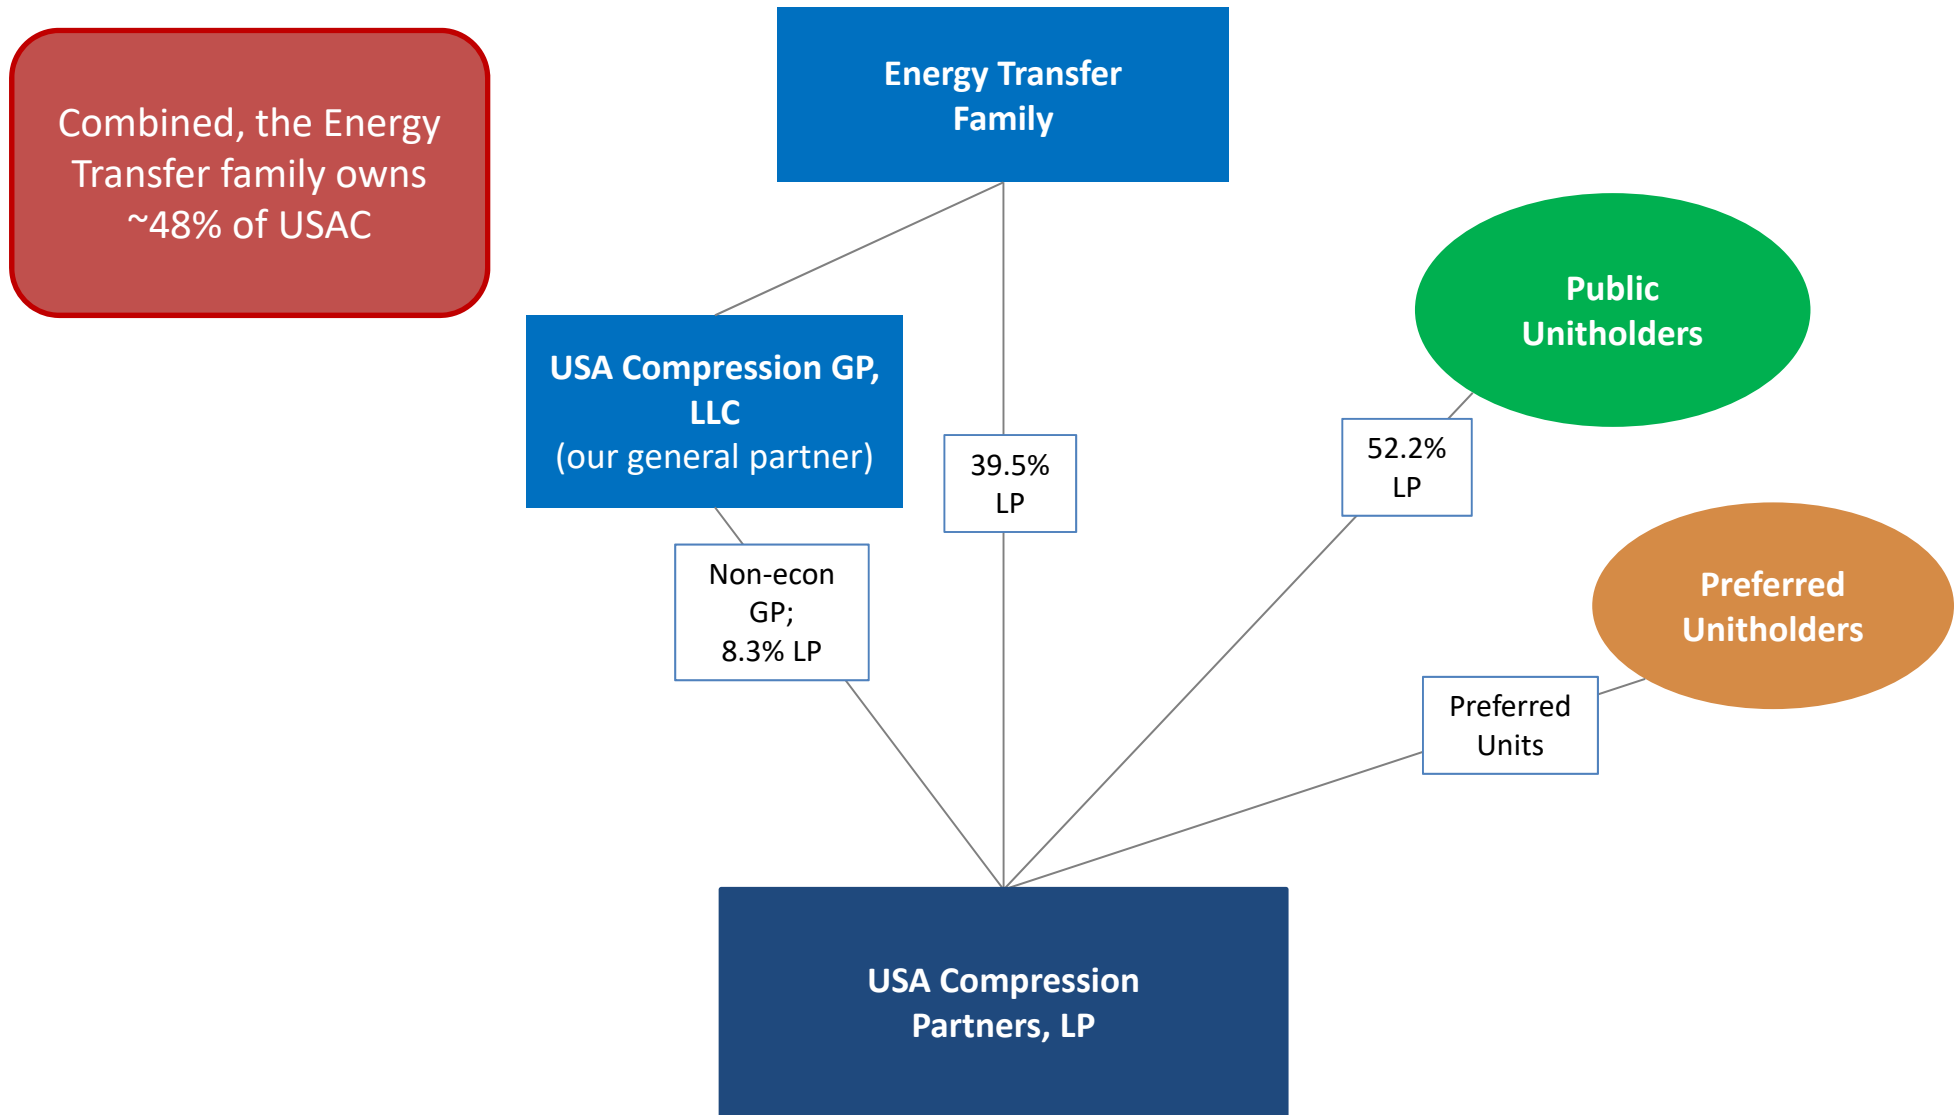 Combined, the Energy
Transfer family owns
~48% of USAC
Energy Transfer
Family
Public
Unitholders
USA Compression GP,
LLC
(our general partner)
39.5%
LP
52.2%
LP
Non-econ
GP;
8.3% LP
Preferred
Unitholders
Preferred
Units
USA Compression
Partners, LP